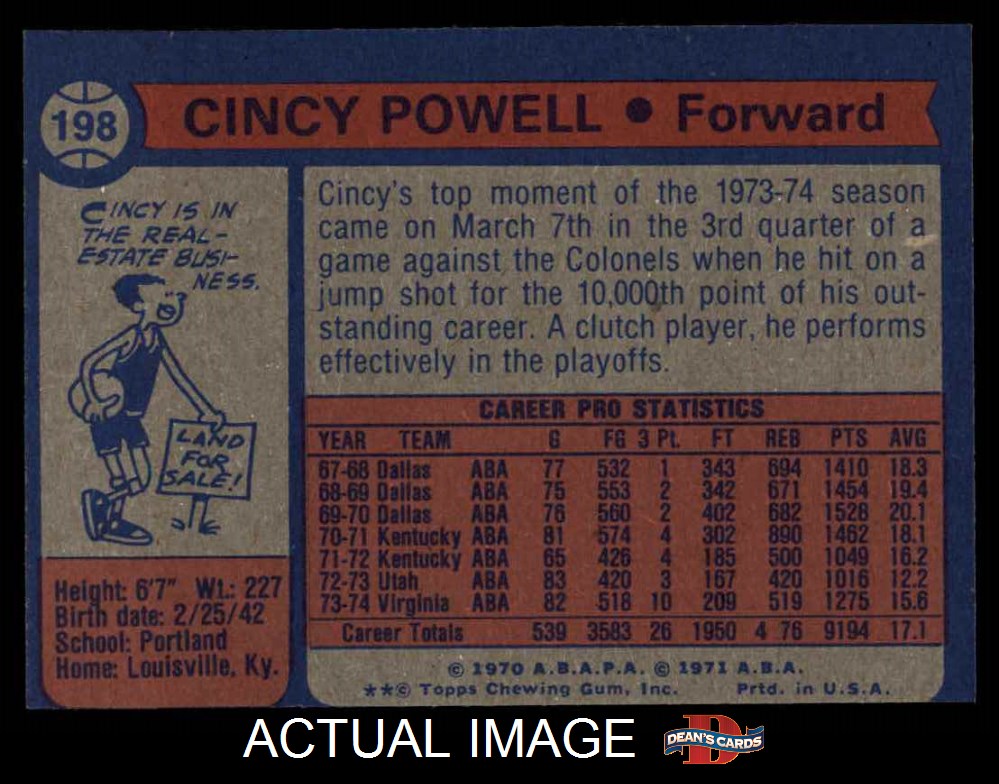 198
CINCY POWELL • Forward
CINCY IS IN
THE REAL-
ESTATE BUSI-
NESS.
LAND
FOR
SALE!
Height: 6'7" Wt.: 227
Birth date: 2/25/42
School: Portland
Home: Louisville, Ky.
Cincy's top moment of the 1973-74 season
came on March 7th in the 3rd quarter of a
game against the Colonels when he hit on a
jump shot for the 10,000th point of his out-
standing career. A clutch player, he performs
effectively in the playoffs.
CAREER PRO STATISTICS
YEAR TEAM G FG 3 Pt. FT REB PTS AVG
67-68 Dallas ABA 77 532 1 343 694 1410 18.3
68-69 Dallas ABA 75 553 2 342 671 1454 19.4
69-70 Dallas ABA 76 560 2 402 682 1528 20.1
70-71 Kentucky ABA 81 574 4 302 890 1462 18.1
71-72 Kentucky ABA 65 426 4 185 500 1049 16.2
72-73 Utah ABA 83 420 3 167 420 1016 12.2
73-74 Virginia ABA 82 518 10 209 519 1275 15.6
Career Totals 539 3583 26 1950 4 76 9194 17.1
© 1970 A.B.A.P.A. © 1971 A.B.A.
**© Topps Chewing Gum, Inc. Prtd. in U.S.A.
ACTUAL IMAGE
D
DEAN'S CARDS